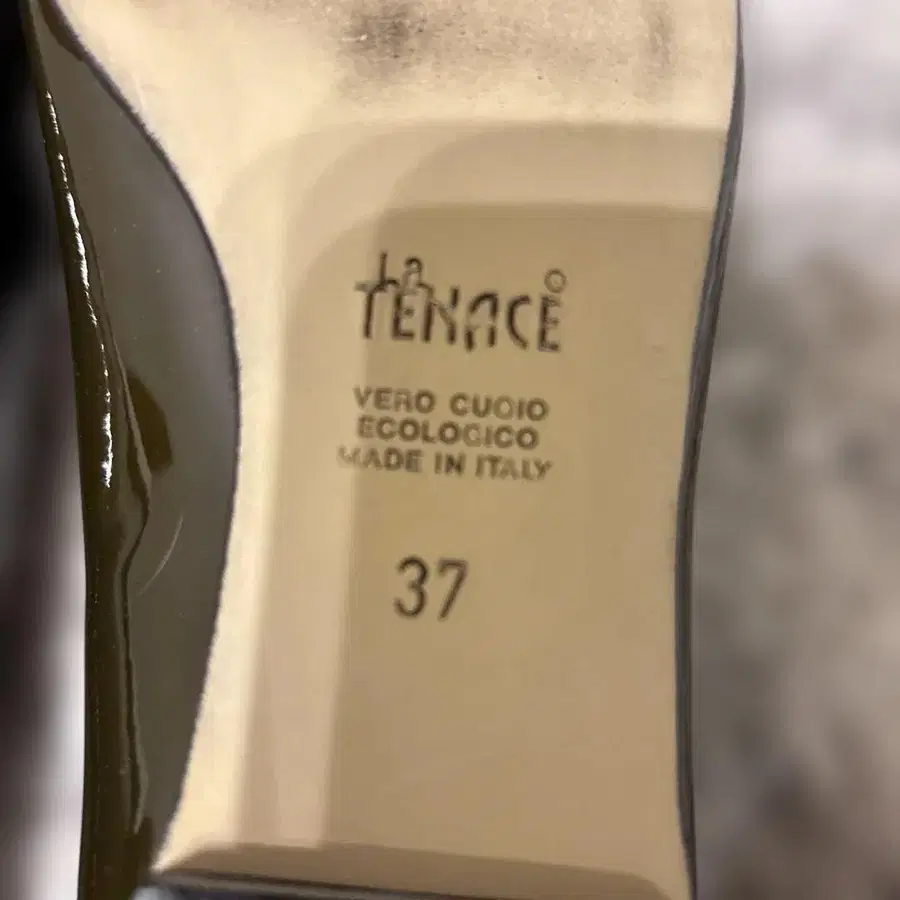 La
TENACE
VERO CUOIO
ECOLOGICO
MADE IN ITALY
37